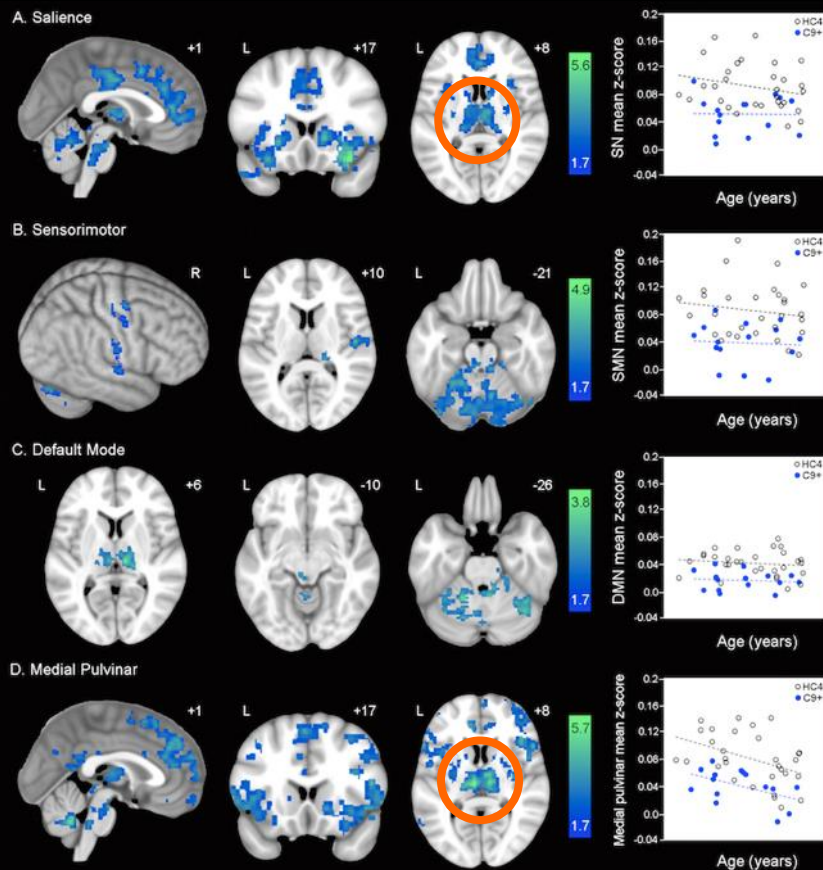 A. Salience
+1
L
+17
L
+8
5.6
1.7
SN mean z-score
0.2
0.16
0.12
0.08
0.04
0.0
-0.04
HC4
C9+
Age (years)
B. Sensorimotor
R
L
+10
L
-21
4.9
1.7
SMN mean z-score
0.2
0.16
0.12
0.08
0.04
0.0
-0.04
HC4
C9+
Age (years)
C. Default Mode
L
+6
L
-10
L
-26
3.8
1.7
DMN mean z-score
0.2
0.16
0.12
0.08
0.04
0.0
-0.04
HC4
C9+
Age (years)
D. Medial Pulvinar
+1
L
+17
L
+8
5.7
1.7
Medial pulvinar mean z-score
0.2
0.16
0.12
0.08
0.04
0.0
-0.04
HC4
C9+
Age (years)